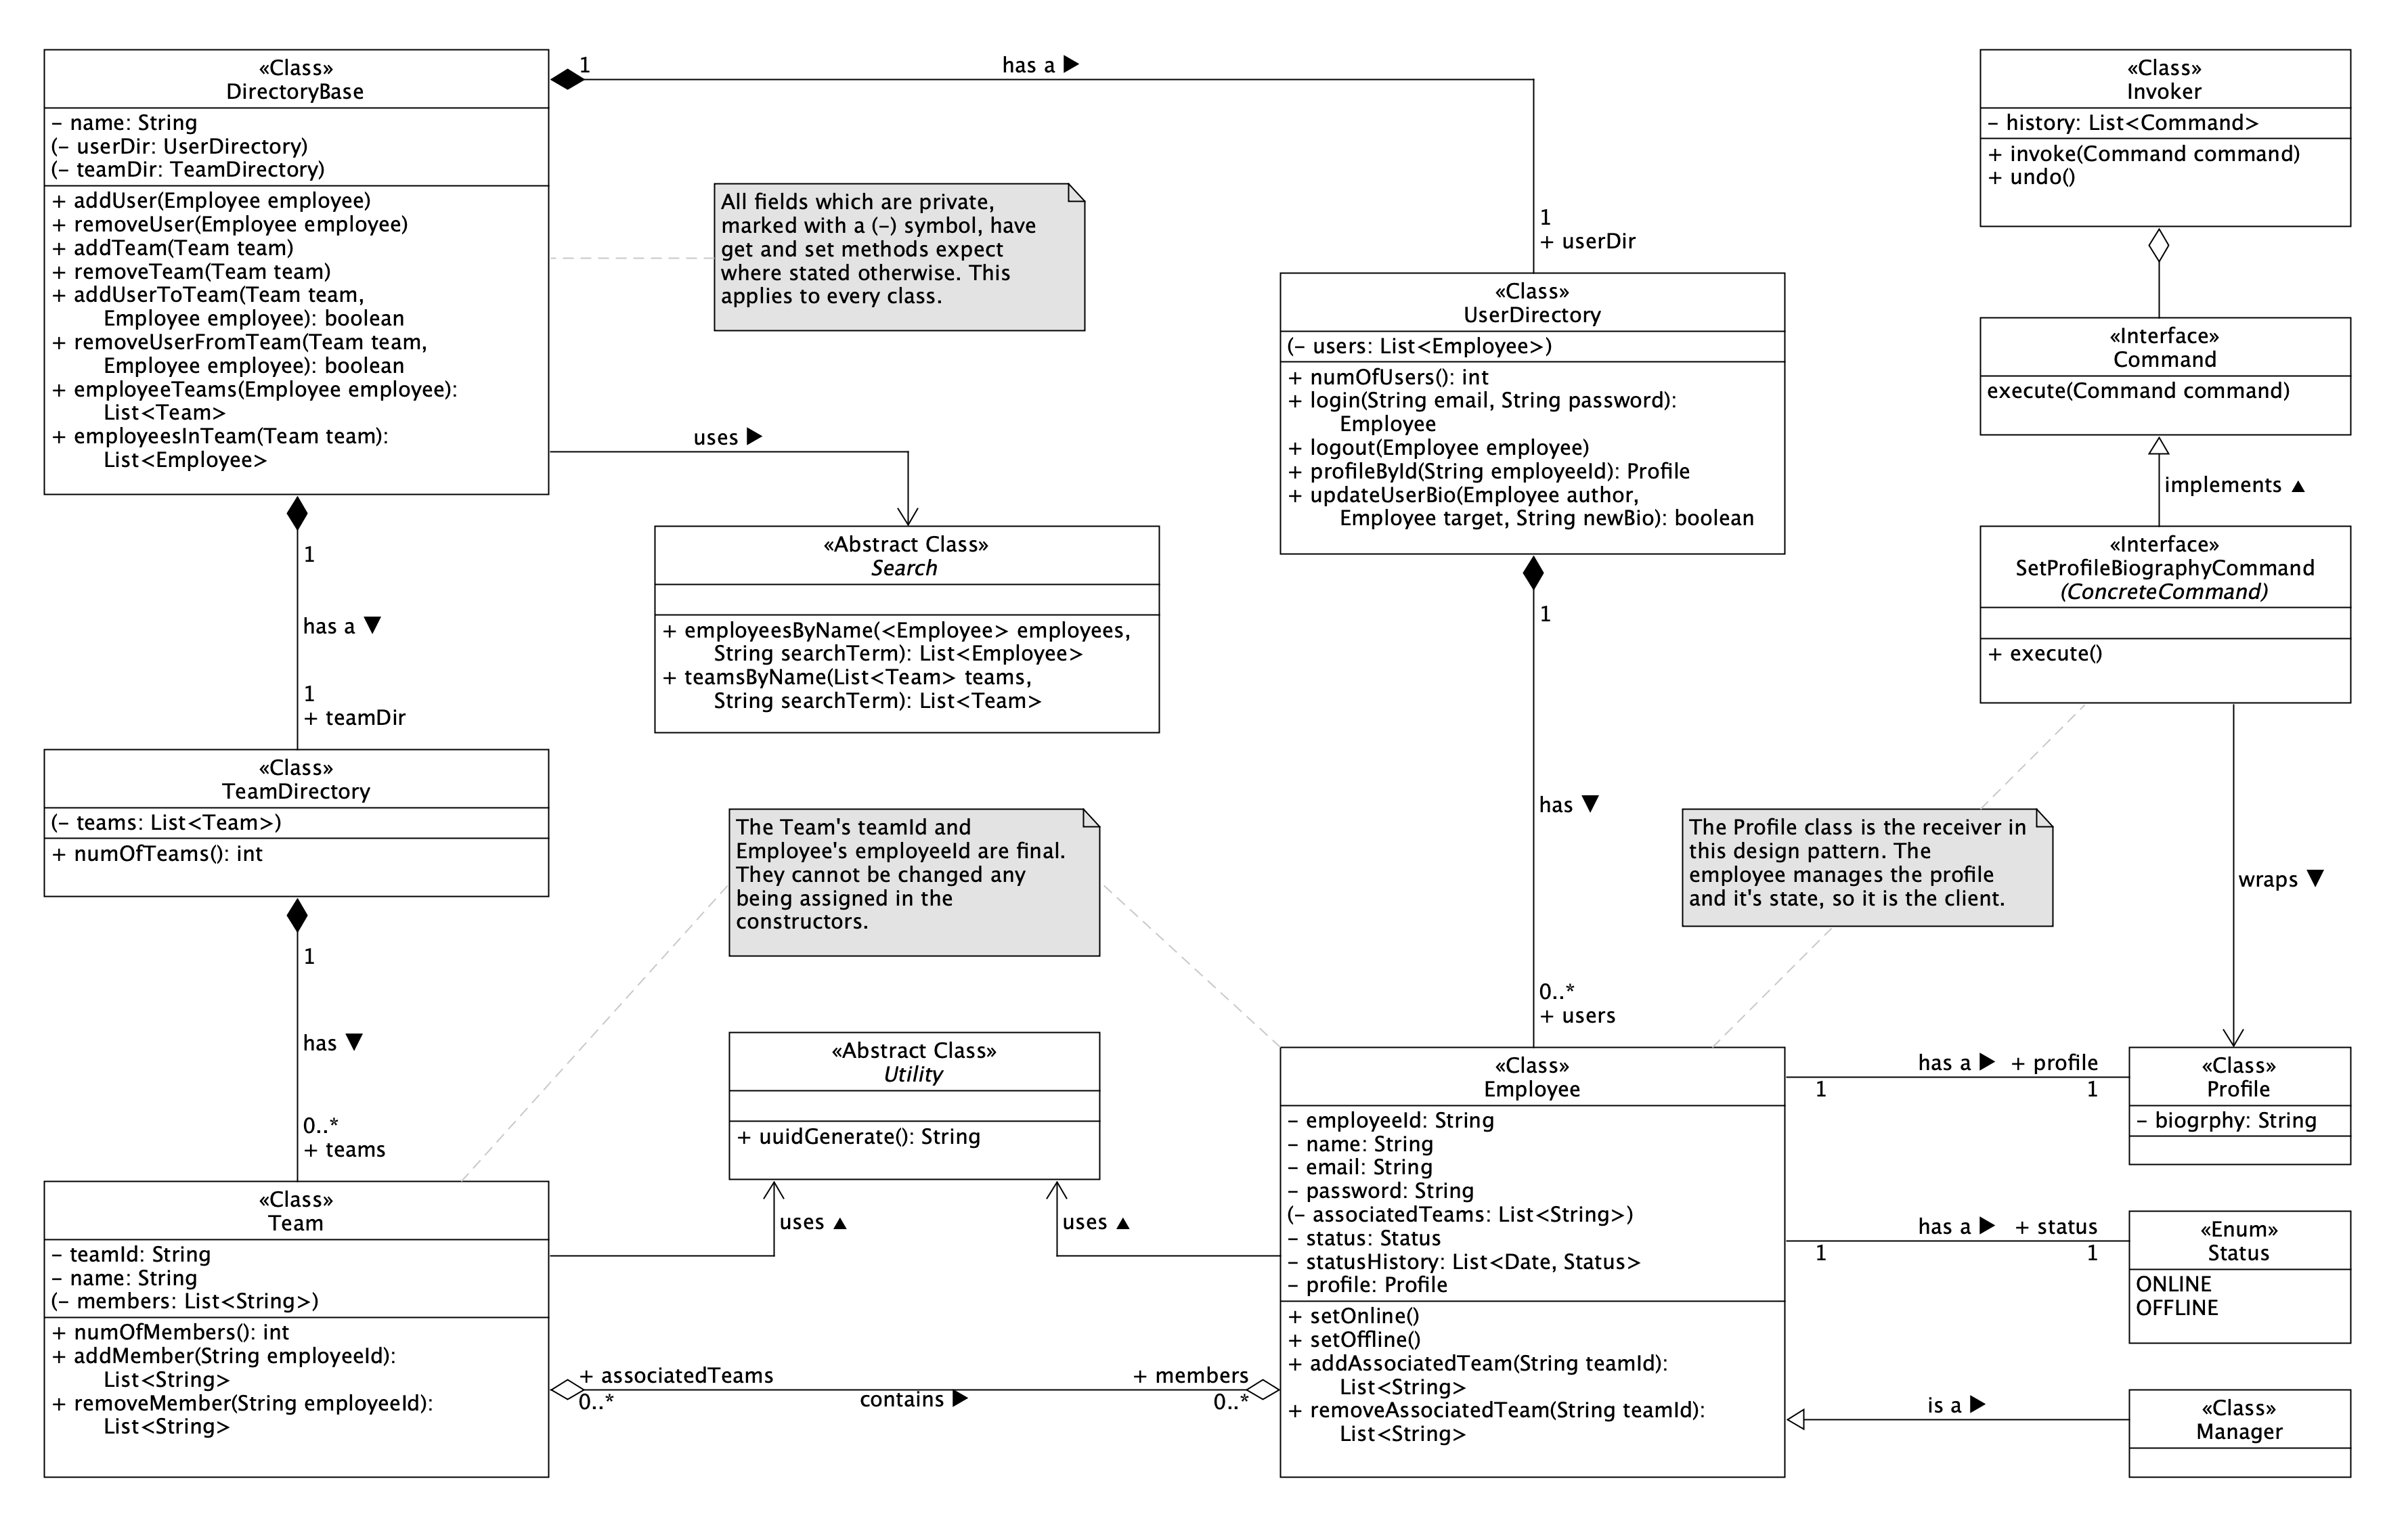 «Class»
DirectoryBase
– name: String
(– userDir: UserDirectory)
(– teamDir: TeamDirectory)
+ addUser(Employee employee)
+ removeUser(Employee employee)
+ addTeam(Team team)
+ removeTeam(Team team)
+ addUserToTeam(Team team,
Employee employee): boolean
+ removeUserFromTeam(Team team,
Employee employee): boolean
+ employeeTeams(Employee employee):
List<Team>
+ employeesInTeam(Team team):
List<Employee>
1
has a ▶
1
+ userDir
All fields which are private,
marked with a (–) symbol, have
get and set methods expect
where stated otherwise. This
applies to every class.
uses ▶
«Abstract Class»
Search
+ employeesByName(<Employee> employees,
String searchTerm): List<Employee>
+ teamsByName(List<Team> teams,
String searchTerm): List<Team>
«Class»
UserDirectory
(– users: List<Employee>)
+ numOfUsers(): int
+ login(String email, String password):
Employee
+ logout(Employee employee)
+ profileById(String employeeId): Profile
+ updateUserBio(Employee author,
Employee target, String newBio): boolean
«Class»
Invoker
– history: List<Command>
+ invoke(Command command)
+ undo()
«Interface»
Command
execute(Command command)
implements ▲
«Interface»
SetProfileBiographyCommand
(ConcreteCommand)
+ execute()
1
has a ▼
1
+ teamDir
«Class»
TeamDirectory
(– teams: List<Team>)
+ numOfTeams(): int
1
has ▼
0..*
+ teams
The Team's teamId and
Employee's employeeId are final.
They cannot be changed any
being assigned in the
constructors.
1
has ▼
0..*
+ users
The Profile class is the receiver in
this design pattern. The
employee manages the profile
and it's state, so it is the client.
wraps ▼
«Abstract Class»
Utility
+ uuidGenerate(): String
uses ▲
uses ▲
«Class»
Team
– teamId: String
– name: String
(– members: List<String>)
+ numOfMembers(): int
+ addMember(String employeeId):
List<String>
+ removeMember(String employeeId):
List<String>
+ associatedTeams
0..*
contains ▶
+ members
0..*
«Class»
Employee
– employeeId: String
– name: String
– email: String
– password: String
(– associatedTeams: List<String>)
– status: Status
– statusHistory: List<Date, Status>
– profile: Profile
+ setOnline()
+ setOffline()
+ addAssociatedTeam(String teamId):
List<String>
+ removeAssociatedTeam(String teamId):
List<String>
has a ▶ + profile
1 1
«Class»
Profile
– biogrphy: String
has a ▶ + status
1 1
«Enum»
Status
ONLINE
OFFLINE
is a ▶
«Class»
Manager